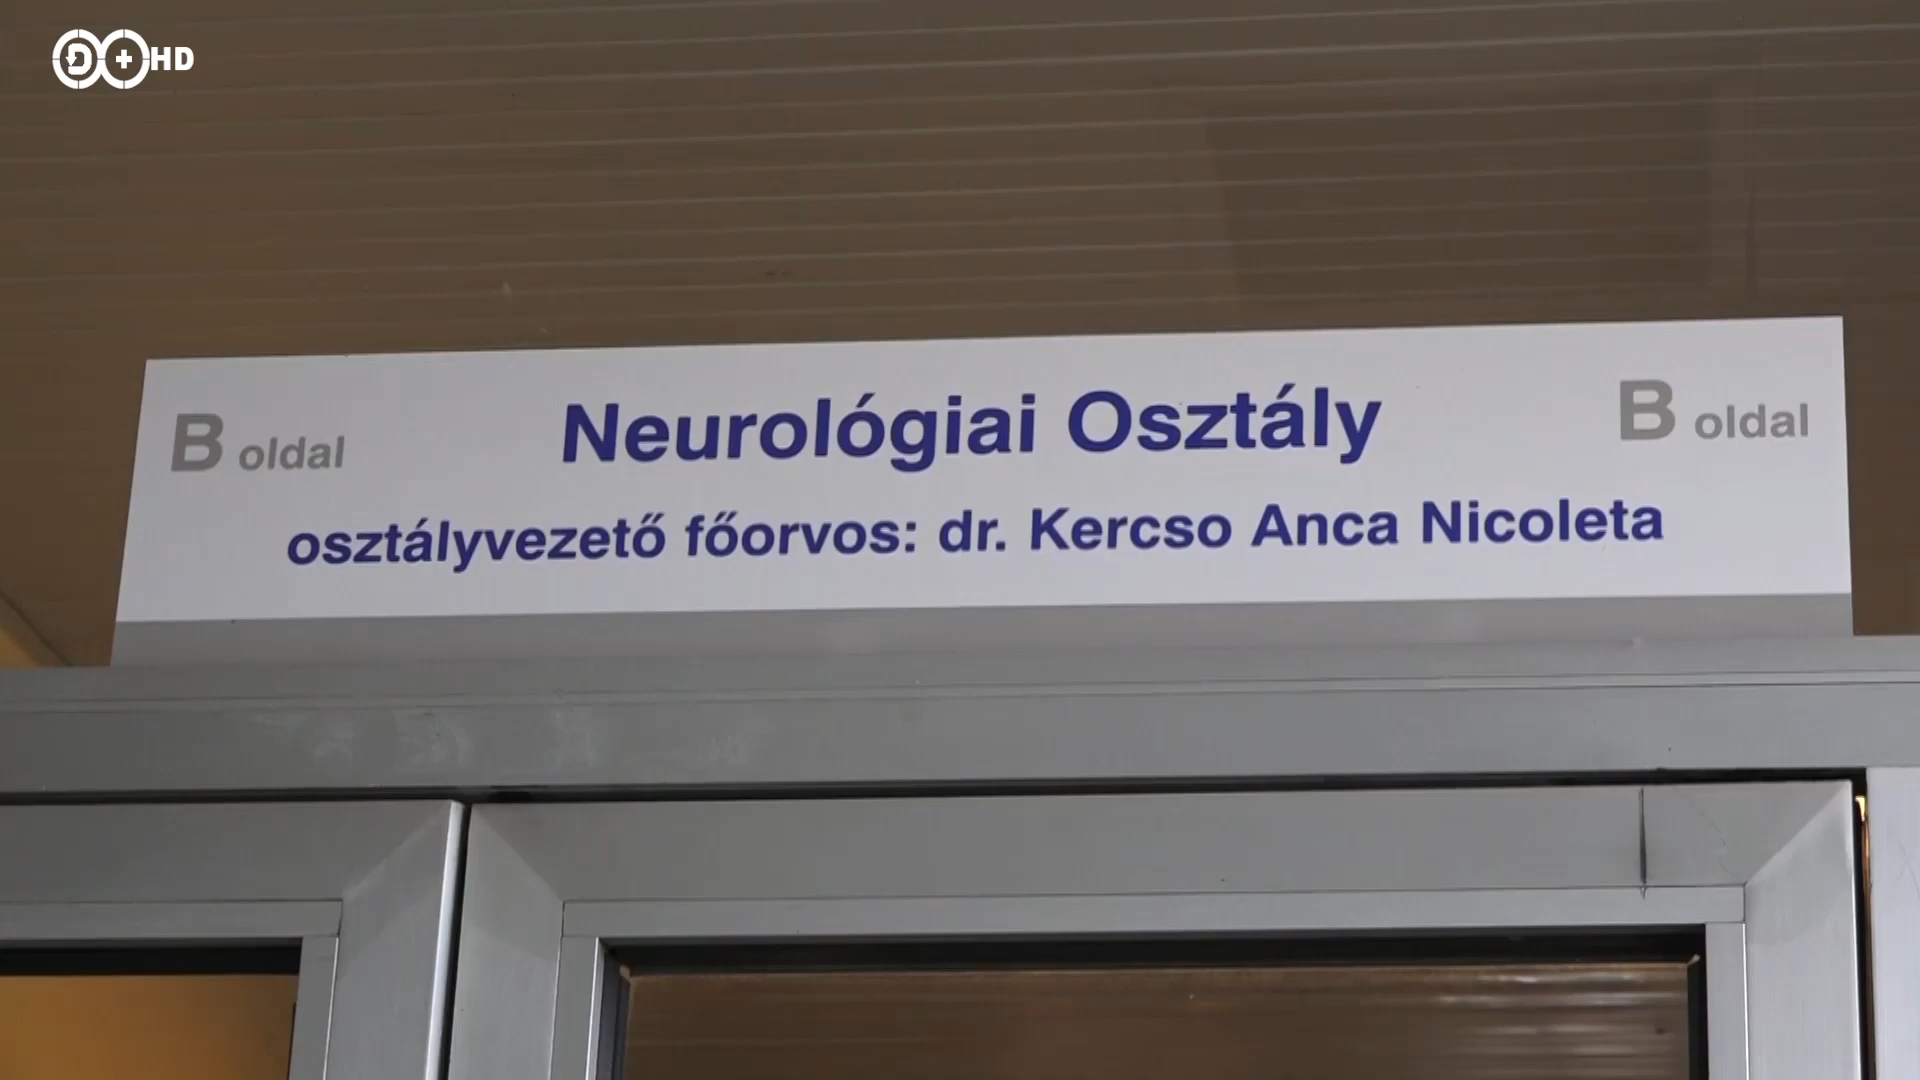 D+HD
B oldal Neurológiai Osztály B oldal
osztályvezető főorvos: dr. Kercso Anca Nicoleta